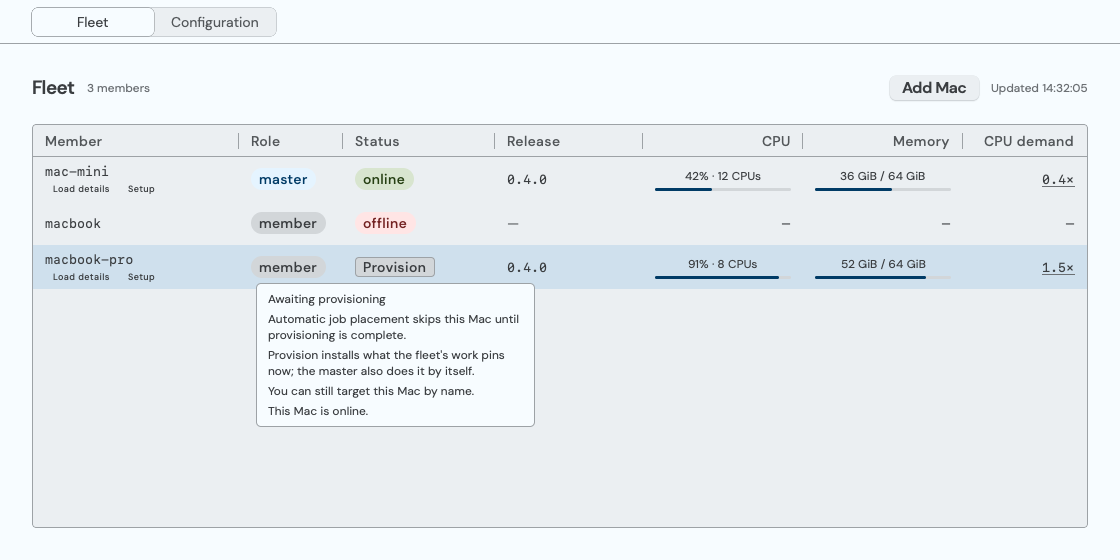 Fleet Configuration
Fleet 3 members Add Mac Updated 14:32:05
Member Role Status Release CPU Memory CPU demand
mac-mini
Load details Setup
master online 0.4.0 42% · 12 CPUs 36 GiB / 64 GiB 0.4×
macbook member offline — — — —
macbook-pro
Load details Setup
member Provision 0.4.0 91% · 8 CPUs 52 GiB / 64 GiB 1.5×
Awaiting provisioning
Automatic job placement skips this Mac until
provisioning is complete.
Provision installs what the fleet's work pins
now; the master also does it by itself.
You can still target this Mac by name.
This Mac is online.